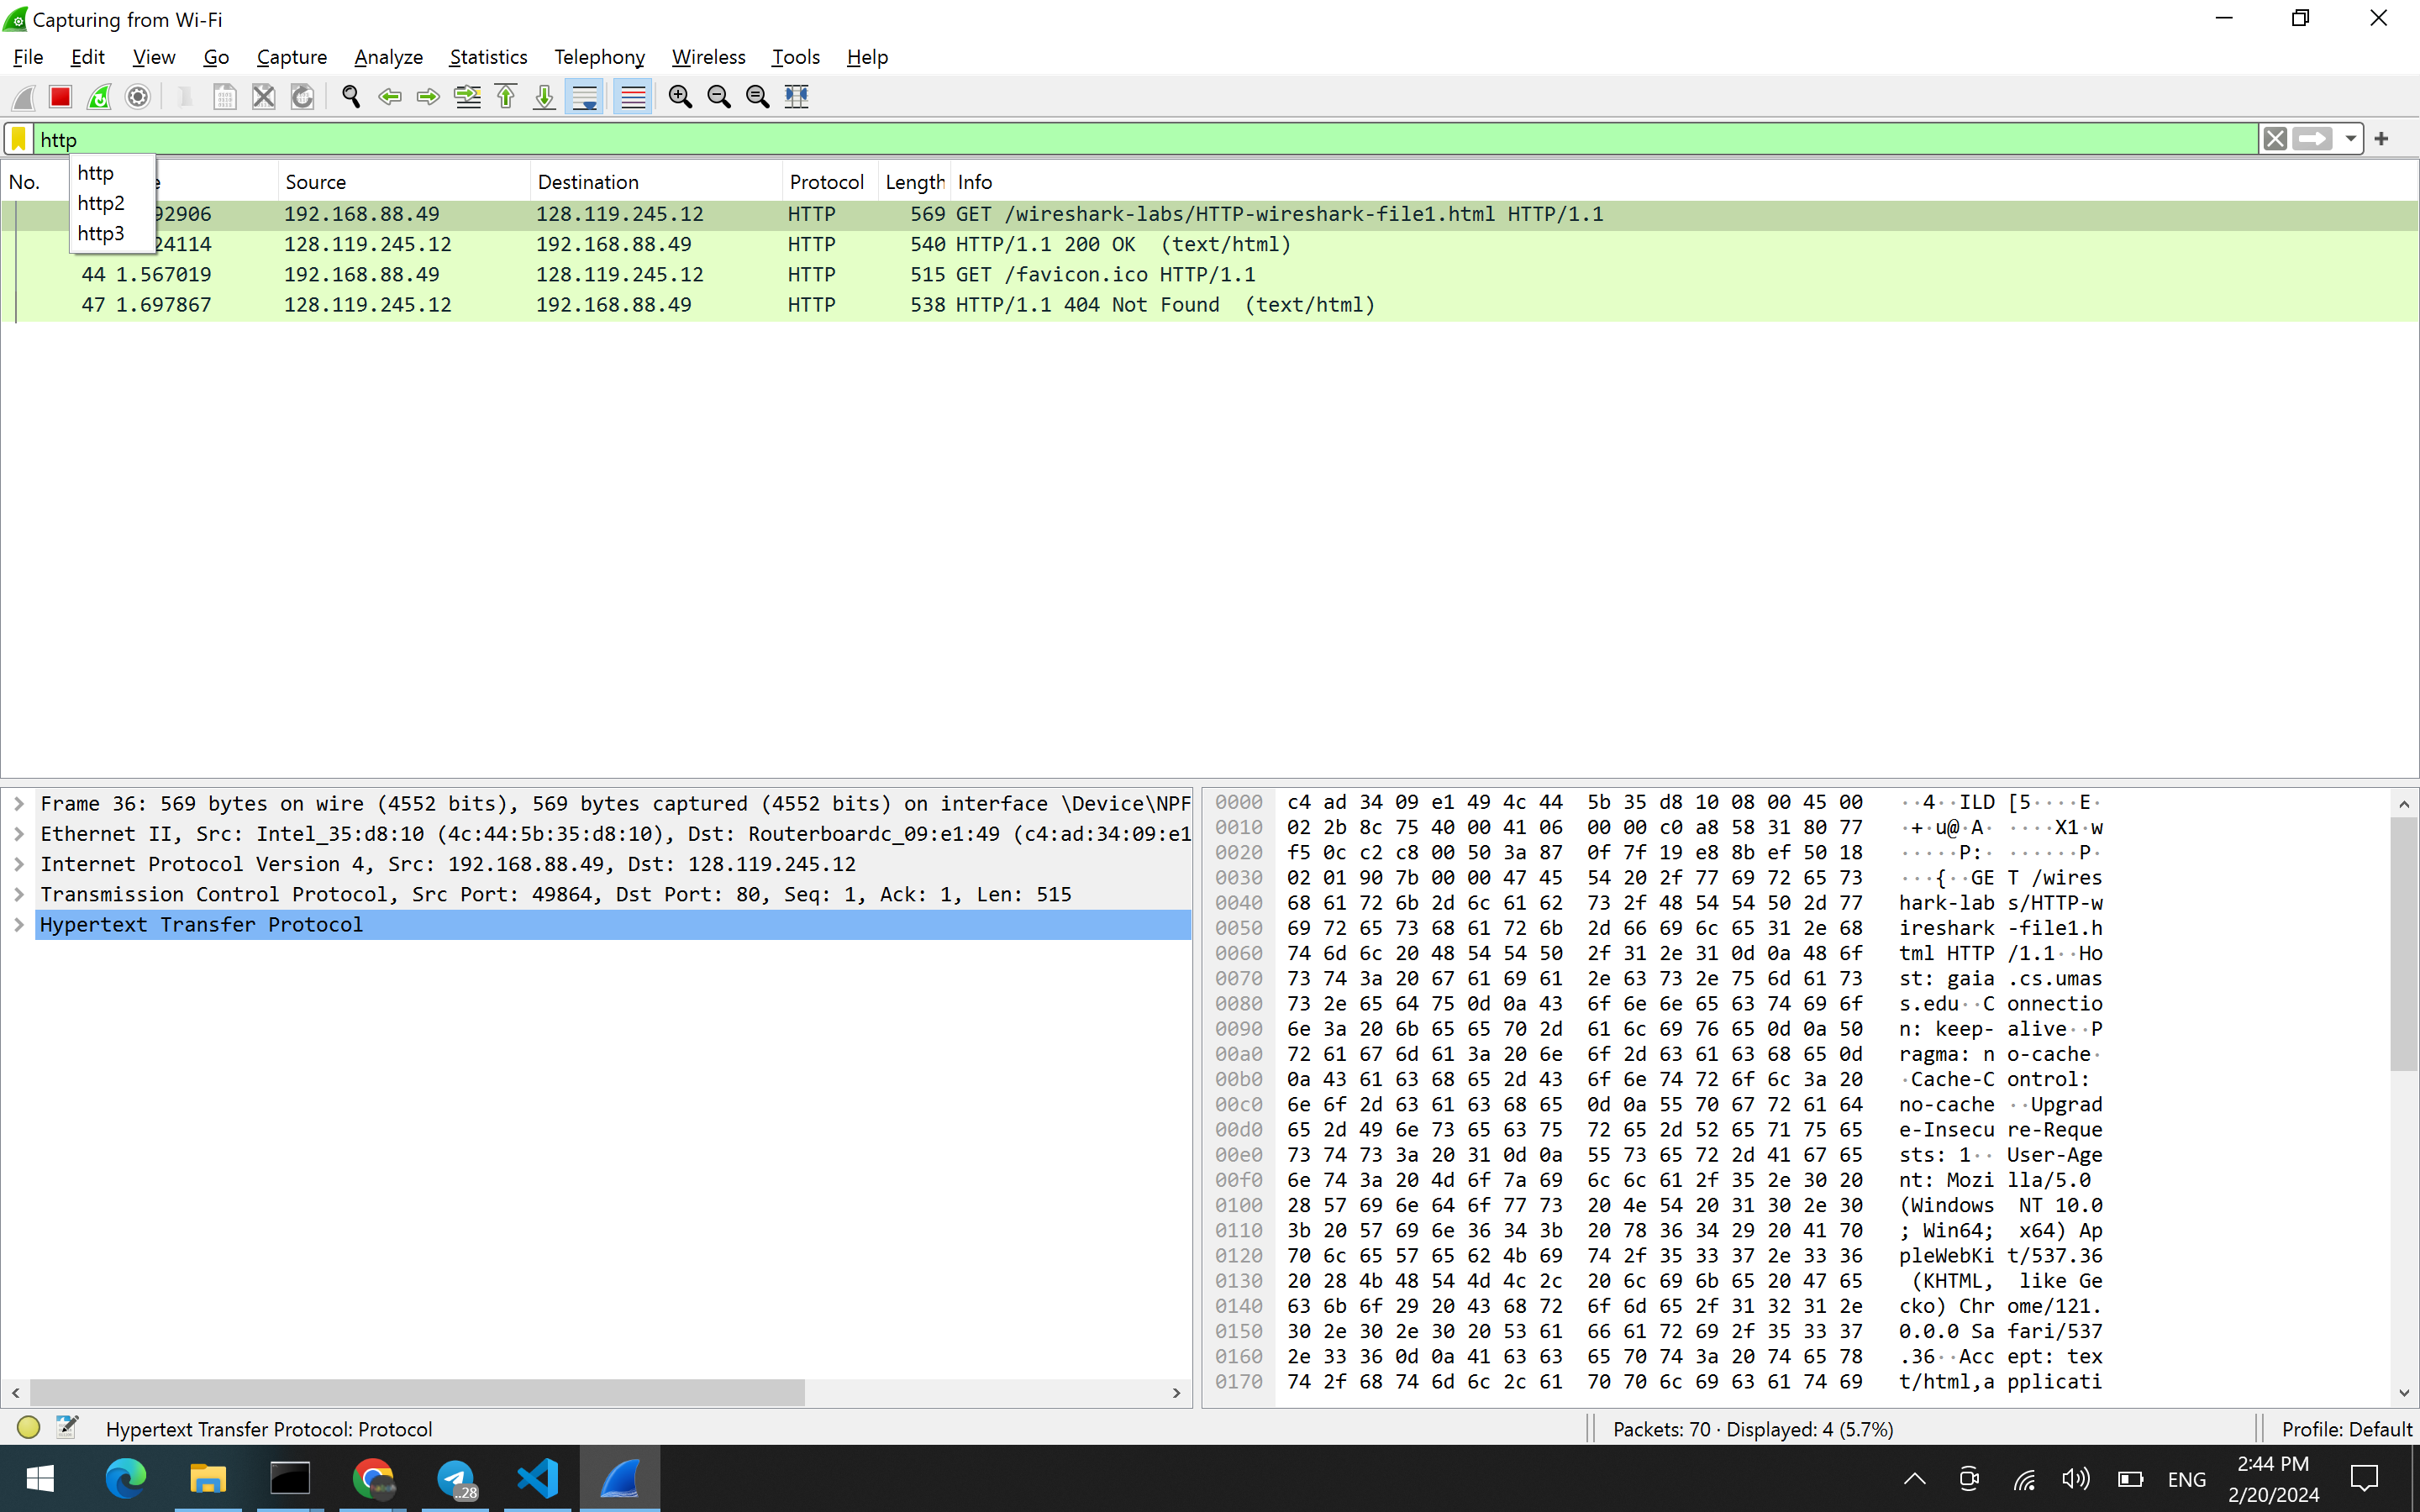 Capturing from Wi-Fi
File Edit View Go Capture Analyze Statistics Telephony Wireless Tools Help
http
http
http2
http3
No. e Source Destination Protocol Length Info
92906 192.168.88.49 128.119.245.12 HTTP 569 GET /wireshark-labs/HTTP-wireshark-file1.html HTTP/1.1
24114 128.119.245.12 192.168.88.49 HTTP 540 HTTP/1.1 200 OK (text/html)
44 1.567019 192.168.88.49 128.119.245.12 HTTP 515 GET /favicon.ico HTTP/1.1
47 1.697867 128.119.245.12 192.168.88.49 HTTP 538 HTTP/1.1 404 Not Found (text/html)
Frame 36: 569 bytes on wire (4552 bits), 569 bytes captured (4552 bits) on interface \Device\NPF
Ethernet II, Src: Intel_35:d8:10 (4c:44:5b:35:d8:10), Dst: Routerboardc_09:e1:49 (c4:ad:34:09:e1
Internet Protocol Version 4, Src: 192.168.88.49, Dst: 128.119.245.12
Transmission Control Protocol, Src Port: 49864, Dst Port: 80, Seq: 1, Ack: 1, Len: 515
Hypertext Transfer Protocol
0000 c4 ad 34 09 e1 49 4c 44 5b 35 d8 10 08 00 45 00 ··4··ILD [5····E·
0010 02 2b 8c 75 40 00 41 06 00 00 c0 a8 58 31 80 77 ·+·u@·A· ····X1·w
0020 f5 0c c2 c8 00 50 3a 87 0f 7f 19 e8 8b ef 50 18 ·····P:· ······P·
0030 02 01 90 7b 00 00 47 45 54 20 2f 77 69 72 65 73 ···{··GE T /wires
0040 68 61 72 6b 2d 6c 61 62 73 2f 48 54 54 50 2d 77 hark-lab s/HTTP-w
0050 69 72 65 73 68 61 72 6b 2d 66 69 6c 65 31 2e 68 ireshark -file1.h
0060 74 6d 6c 20 48 54 54 50 2f 31 2e 31 0d 0a 48 6f tml HTTP /1.1··Ho
0070 73 74 3a 20 67 61 69 61 2e 63 73 2e 75 6d 61 73 st: gaia .cs.umas
0080 73 2e 65 64 75 0d 0a 43 6f 6e 6e 65 63 74 69 6f s.edu··C onnectio
0090 6e 3a 20 6b 65 65 70 2d 61 6c 69 76 65 0d 0a 50 n: keep- alive··P
00a0 72 61 67 6d 61 3a 20 6e 6f 2d 63 61 63 68 65 0d ragma: n o-cache·
00b0 0a 43 61 63 68 65 2d 43 6f 6e 74 72 6f 6c 3a 20 ·Cache-C ontrol:
00c0 6e 6f 2d 63 61 63 68 65 0d 0a 55 70 67 72 61 64 no-cache ··Upgrad
00d0 65 2d 49 6e 73 65 63 75 72 65 2d 52 65 71 75 65 e-Insecu re-Reque
00e0 73 74 73 3a 20 31 0d 0a 55 73 65 72 2d 41 67 65 sts: 1·· User-Age
00f0 6e 74 3a 20 4d 6f 7a 69 6c 6c 61 2f 35 2e 30 20 nt: Mozi lla/5.0
0100 28 57 69 6e 64 6f 77 73 20 4e 54 20 31 30 2e 30 (Windows NT 10.0
0110 3b 20 57 69 6e 36 34 3b 20 78 36 34 29 20 41 70 ; Win64; x64) Ap
0120 70 6c 65 57 65 62 4b 69 74 2f 35 33 37 2e 33 36 pleWebKi t/537.36
0130 20 28 4b 48 54 4d 4c 2c 20 6c 69 6b 65 20 47 65 (KHTML, like Ge
0140 63 6b 6f 29 20 43 68 72 6f 6d 65 2f 31 32 31 2e cko) Chr ome/121.
0150 30 2e 30 2e 30 20 53 61 66 61 72 69 2f 35 33 37 0.0.0 Sa fari/537
0160 2e 33 36 0d 0a 41 63 63 65 70 74 3a 20 74 65 78 .36··Acc ept: tex
0170 74 2f 68 74 6d 6c 2c 61 70 70 6c 69 63 61 74 69 t/html,a pplicati
Hypertext Transfer Protocol: Protocol
Packets: 70 · Displayed: 4 (5.7%)
Profile: Default
..28
ENG
2:44 PM
2/20/2024